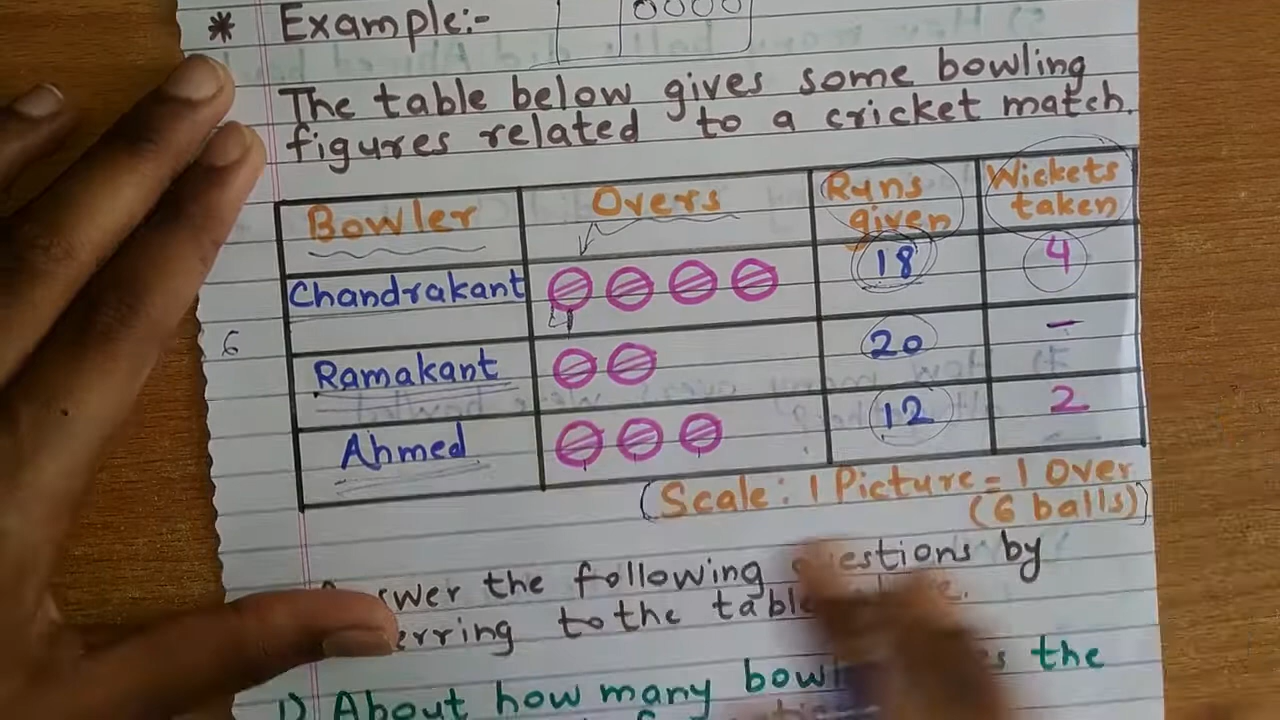 * Example:-
The table below gives some bowling
figures related to a cricket match.
Bowler Overs Runs given Wickets taken
Chandrakant 18 4
6
Ramakant 20 –
Ahmed 12 2
(Scale: 1 Picture = 1 Over
(6 balls))
the following by
to the
1) About how many the